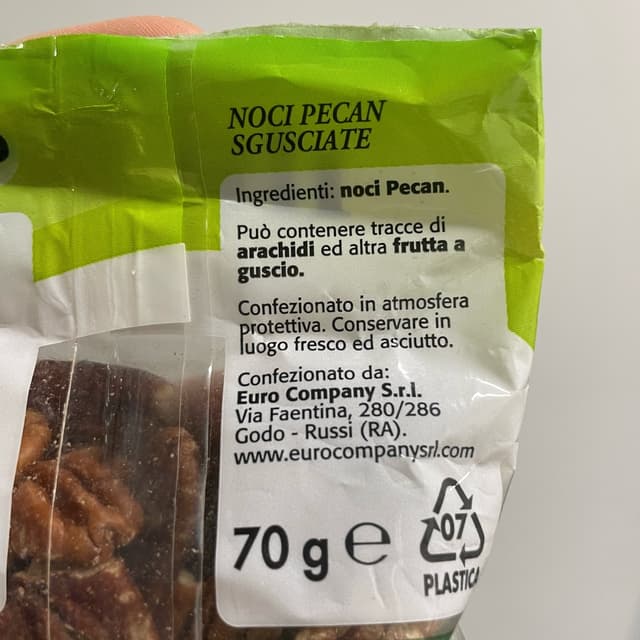 NOCI PECAN
SGUSCIATE
Ingredienti: noci Pecan.
Può contenere tracce di
arachidi ed altra frutta a
guscio.
Confezionato in atmosfera
protettiva. Conservare in
luogo fresco ed asciutto.
Confezionato da:
Euro Company S.r.l.
Via Faentina, 280/286
Godo - Russi (RA).
www.eurocompanysrl.com
70 g ℮
07
PLASTICA